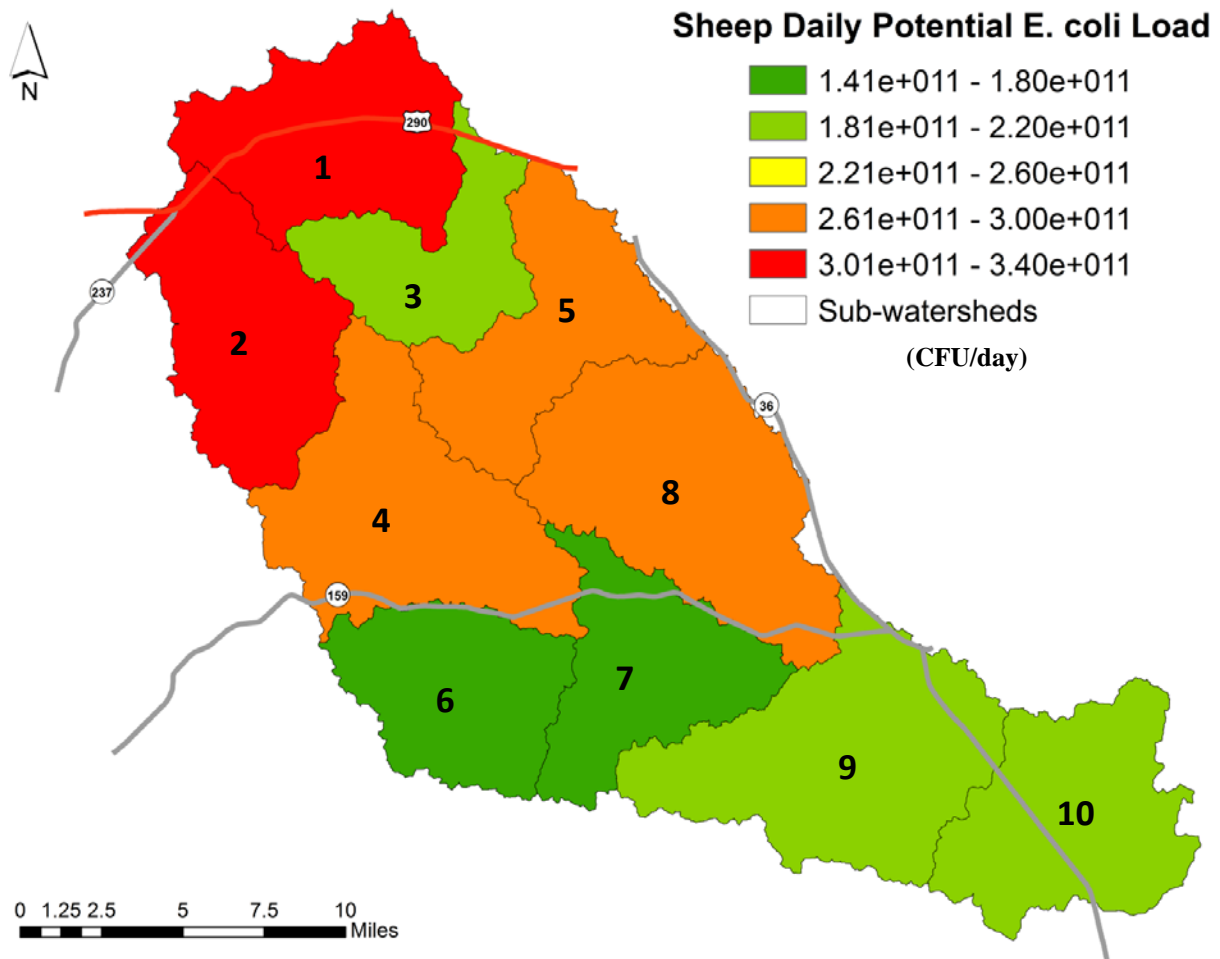 Sheep Daily Potential E. coli Load
1.41e+011 - 1.80e+011
1.81e+011 - 2.20e+011
2.21e+011 - 2.60e+011
2.61e+011 - 3.00e+011
3.01e+011 - 3.40e+011
Sub-watersheds
(CFU/day)
N
290
1
237
3
5
2
36
8
4
159
7
6
9
10
0 1.25 2.5 5 7.5 10
Miles